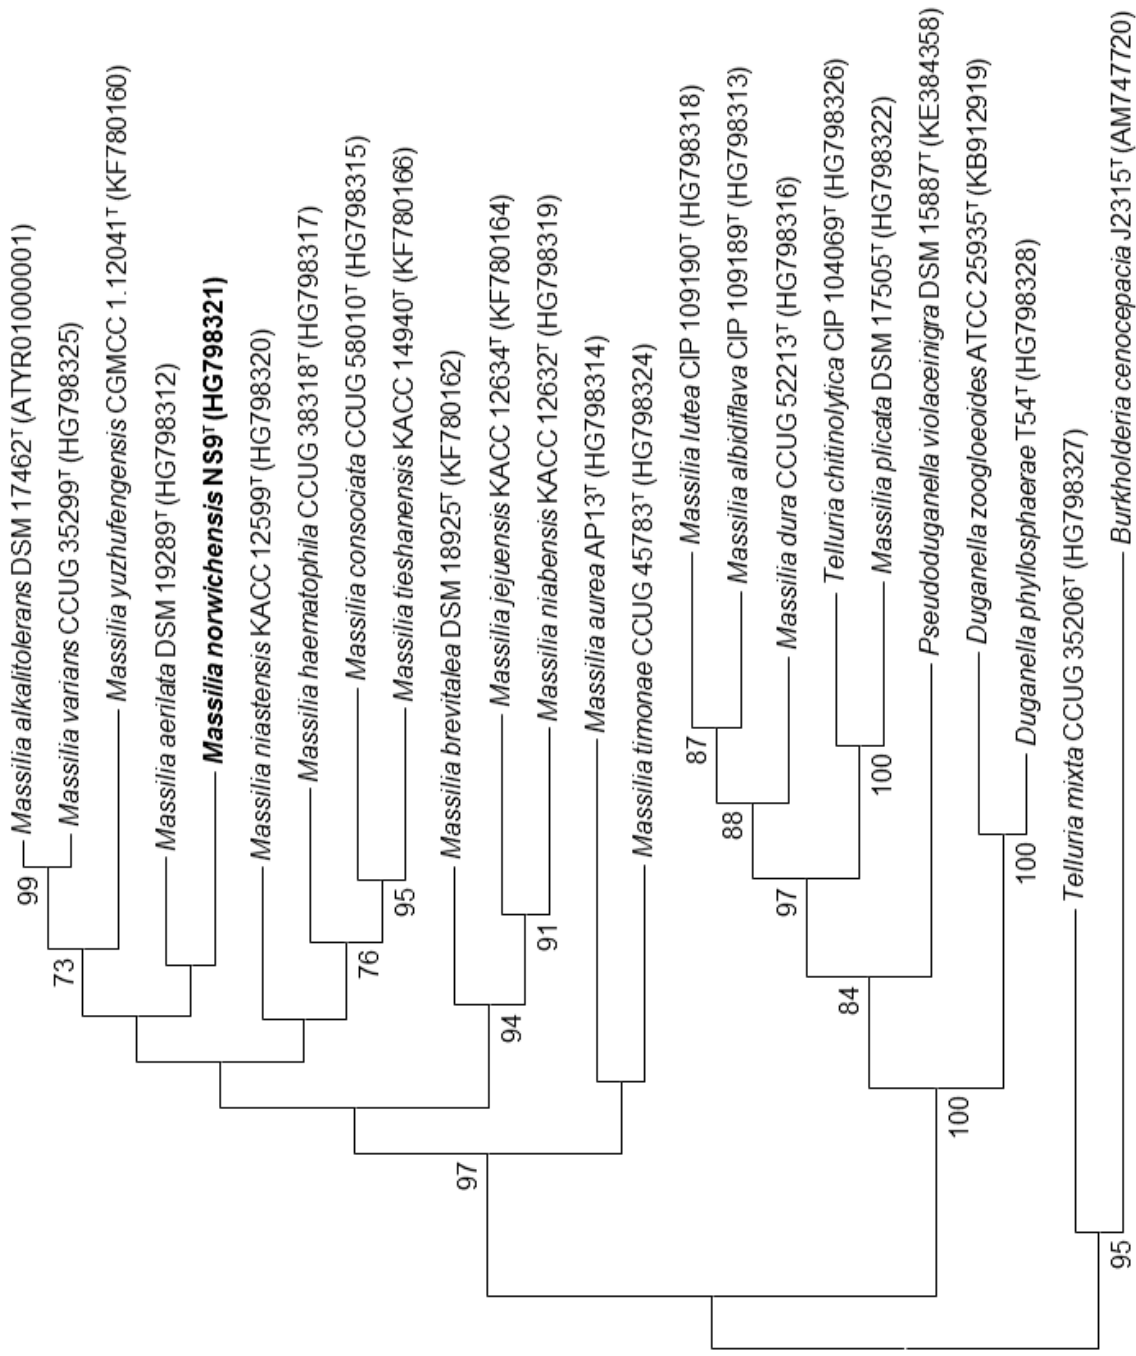 Massilia alkalitolerans DSM 17462ᵀ (ATYR01000001)
Massilia varians CCUG 35299ᵀ (HG798325)
Massilia yuzhufengensis CGMCC 1.12041ᵀ (KF780160)
Massilia aerilata DSM 19289ᵀ (HG798312)
Massilia norwichensis NS9ᵀ (HG798321)
Massilia niastensis KACC 12599ᵀ (HG798320)
Massilia haematophila CCUG 38318ᵀ (HG798317)
Massilia consociata CCUG 58010ᵀ (HG798315)
Massilia tieshanensis KACC 14940ᵀ (KF780166)
Massilia brevitalea DSM 18925ᵀ (KF780162)
Massilia jejuensis KACC 12634ᵀ (KF780164)
Massilia niabensis KACC 12632ᵀ (HG798319)
Massilia aurea AP13ᵀ (HG798314)
Massilia timonae CCUG 45783ᵀ (HG798324)
Massilia lutea CIP 109190ᵀ (HG798318)
Massilia albidiflava CIP 109189ᵀ (HG798313)
Massilia dura CCUG 52213ᵀ (HG798316)
Telluria chitinolytica CIP 104069ᵀ (HG798326)
Massilia plicata DSM 17505ᵀ (HG798322)
Pseudoduganella violaceinigra DSM 15887ᵀ (KE384358)
Duganella zoogloeoides ATCC 25935ᵀ (KB912919)
Duganella phyllosphaerae T54ᵀ (HG798328)
Telluria mixta CCUG 35206ᵀ (HG798327)
Burkholderia cenocepacia J2315ᵀ (AM747720)
99
73
76
95
94
91
97
87
88
97
100
84
100
100
95